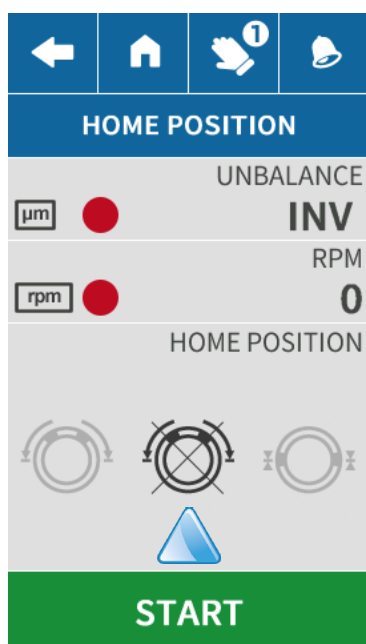 1
HOME POSITION
UNBALANCE
µm
INV
RPM
rpm
0
HOME POSITION
START